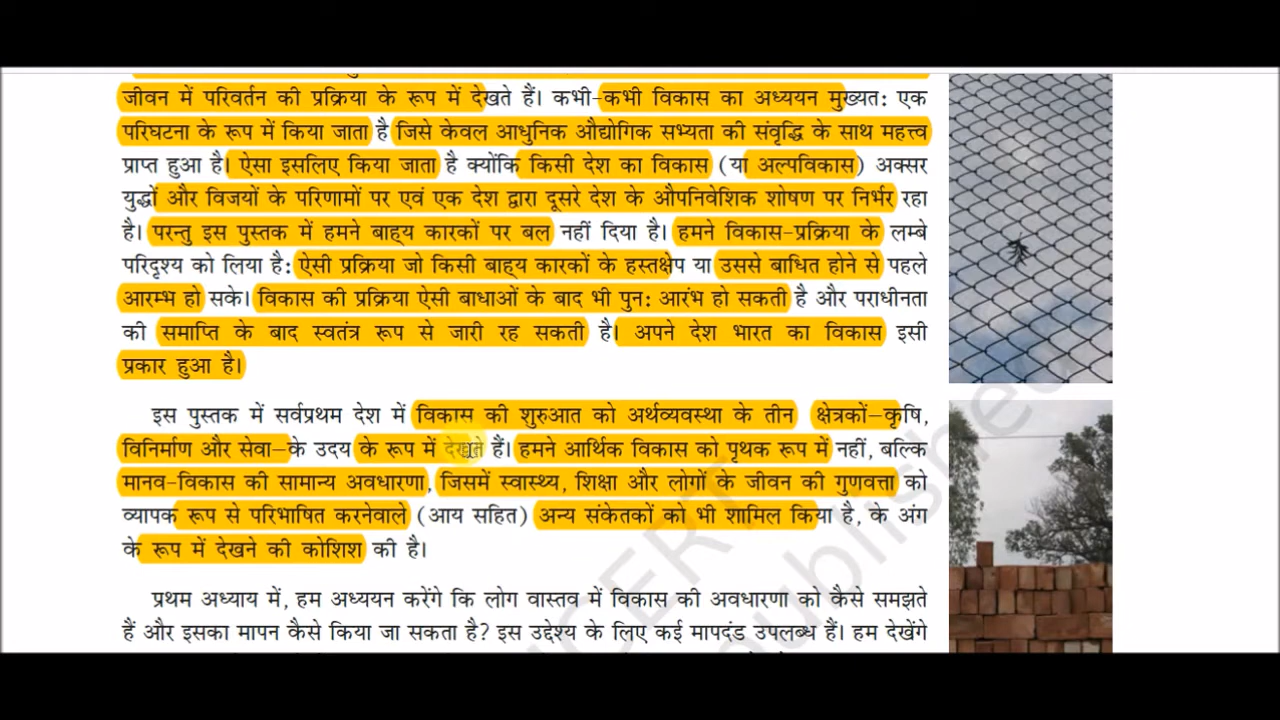 जीवन में परिवर्तन की प्रक्रिया के रूप में देखते हैं। कभी-कभी विकास का अध्ययन मुख्यत: एक
परिघटना के रूप में किया जाता है जिसे केवल आधुनिक औद्योगिक सभ्यता की संवृद्धि के साथ महत्त्व
प्राप्त हुआ है। ऐसा इसलिए किया जाता है क्योंकि किसी देश का विकास (या अल्पविकास) अक्सर
युद्धों और विजयों के परिणामों पर एवं एक देश द्वारा दूसरे देश के औपनिवेशिक शोषण पर निर्भर रहा
है। परन्तु इस पुस्तक में हमने बाह्य कारकों पर बल नहीं दिया है। हमने विकास-प्रक्रिया के लम्बे
परिदृश्य को लिया है: ऐसी प्रक्रिया जो किसी बाह्य कारकों के हस्तक्षेप या उससे बाधित होने से पहले
आरम्भ हो सके। विकास की प्रक्रिया ऐसी बाधाओं के बाद भी पुन: आरंभ हो सकती है और पराधीनता
की समाप्ति के बाद स्वतंत्र रूप से जारी रह सकती है। अपने देश भारत का विकास इसी
प्रकार हुआ है।
इस पुस्तक में सर्वप्रथम देश में विकास की शुरुआत को अर्थव्यवस्था के तीन क्षेत्रकों–कृषि,
विनिर्माण और सेवा–के उदय के रूप में देखते हैं। हमने आर्थिक विकास को पृथक रूप में नहीं, बल्कि
मानव-विकास की सामान्य अवधारणा, जिसमें स्वास्थ्य, शिक्षा और लोगों के जीवन की गुणवत्ता को
व्यापक रूप से परिभाषित करनेवाले (आय सहित) अन्य संकेतकों को भी शामिल किया है, के अंग
के रूप में देखने की कोशिश की है।
प्रथम अध्याय में, हम अध्ययन करेंगे कि लोग वास्तव में विकास की अवधारणा को कैसे समझते
हैं और इसका मापन कैसे किया जा सकता है? इस उद्देश्य के लिए कई मापदंड उपलब्ध हैं। हम देखेंगे
NCERT
published